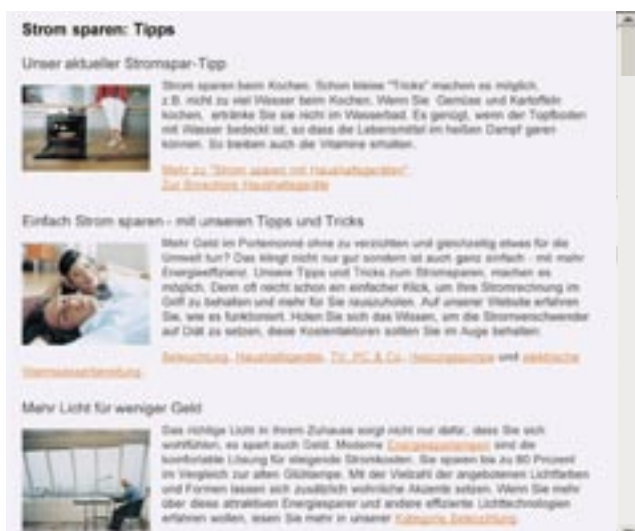 Strom sparen: Tipps
Unser aktueller Stromspar-Tipp
Strom sparen beim Kochen. Schon kleine "Tricks" machen es möglich,
z.B. nicht zu viel Wasser beim Kochen. Wenn Sie Gemüse und Kartoffeln
kochen, ertränke Sie sie nicht im Wasserbad. Es genügt, wenn der Topfboden
mit Wasser bedeckt ist, so dass die Lebensmittel im heißen Dampf garen
können. So bleiben auch die Vitamine erhalten.
Mehr zu "Strom sparen mit Haushaltsgeräten".
Zur Broschüre Haushaltsgeräte
Einfach Strom sparen - mit unseren Tipps und Tricks
Mehr Geld im Portemonné ohne zu verzichten und gleichzeitig etwas für die
Umwelt tun? Das klingt nicht nur gut sondern ist auch ganz einfach - mit mehr
Energieeffizienz. Unsere Tipps und Tricks zum Stromsparen, machen es
möglich. Denn oft reicht schon ein einfacher Klick, um Ihre Stromrechnung im
Griff zu behalten und mehr für Sie rauszuholen. Auf unserer Website erfahren
Sie, wie es funktioniert. Holen Sie sich das Wissen, um die Stromverschwender
auf Diät zu setzen, diese Kostenfaktoren sollten Sie im Auge behalten:
Beleuchtung, Haushaltsgeräte, TV, PC & Co., Heizungspumpe und elektrische
Warmwasserbereitung.
Mehr Licht für weniger Geld
Das richtige Licht in Ihrem Zuhause sorgt nicht nur dafür, dass Sie sich
wohlfühlen, es spart auch Geld. Moderne Energiesparlampen sind die
komfortable Lösung für steigende Stromkosten. Sie sparen bis zu 80 Prozent
im Vergleich zur alten Glühlampe. Mit der Vielzahl der angebotenen Lichtfarben
und Formen lassen sich zusätzlich wohnliche Akzente setzen. Wenn Sie mehr
über diese attraktiven Energiesparer und andere effiziente Lichttechnologien
erfahren wollen, lesen Sie mehr in unserer Kategorie Beleuchtung.